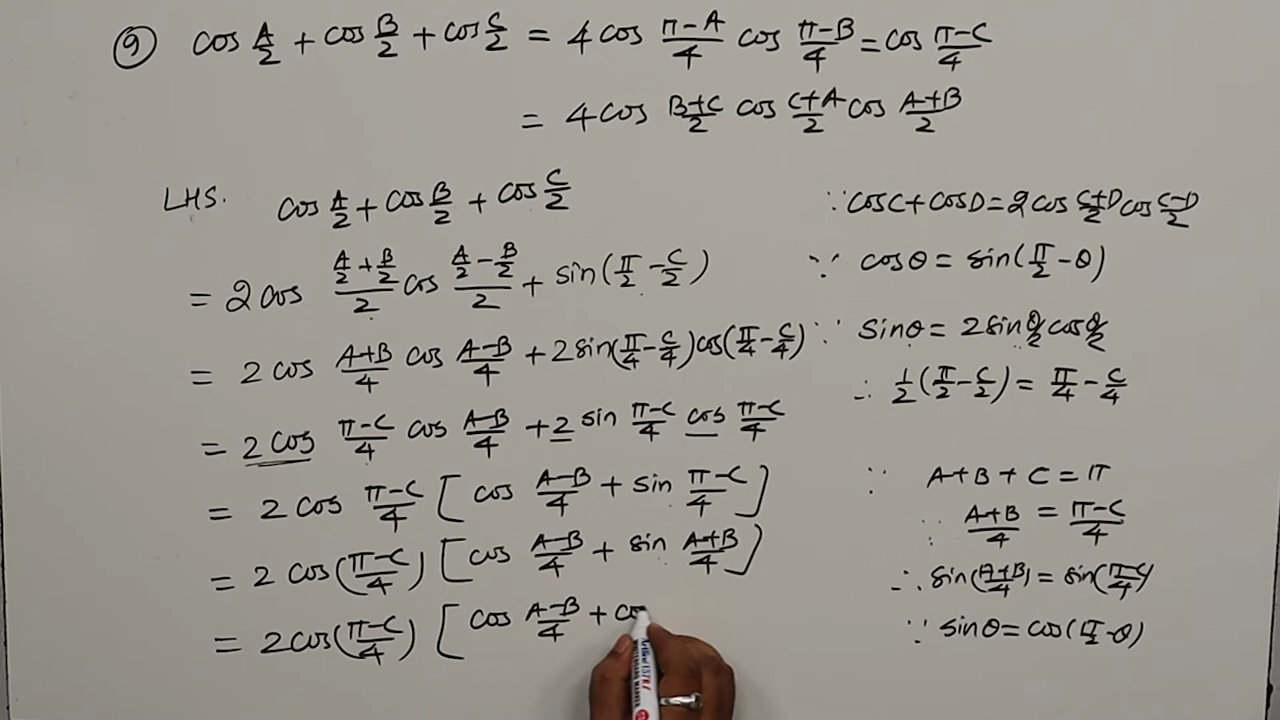 ⑨ cos A/2 + cos B/2 + cos C/2 = 4 cos (π-A)/4 cos (π-B)/4 = cos (π-C)/4
= 4 cos (B+C)/2 cos (C+A)/2 cos (A+B)/2
LHS. cos A/2 + cos B/2 + cos C/2
∵ cosC + cosD = 2 cos (C+D)/2 cos (C-D)/2
= 2 cos (A/2 + B/2)/2 cos (A/2 - B/2)/2 + sin(π/2 - C/2)
∵ cosθ = sin(π/2 - θ)
= 2 cos (A+B)/4 cos (A-B)/4 + 2 sin(π/4 - C/4) cos(π/4 - C/4)
∵ sinθ = 2 sin θ/2 cos θ/2
∴ 1/2 (π/2 - C/2) = π/4 - C/4
= 2 cos (π-C)/4 cos (A-B)/4 + 2 sin (π-C)/4 cos (π-C)/4
= 2 cos (π-C)/4 [cos (A-B)/4 + sin (π-C)/4]
∵ A+B+C = π
∵ (A+B)/4 = (π-C)/4
= 2 cos((π-C)/4) [cos (A-B)/4 + sin (A+B)/4]
∴ sin((A+B)/4) = sin((π-C)/4)
= 2 cos((π-C)/4) [cos (A-B)/4 + co
∵ sinθ = cos(π/2 - θ)